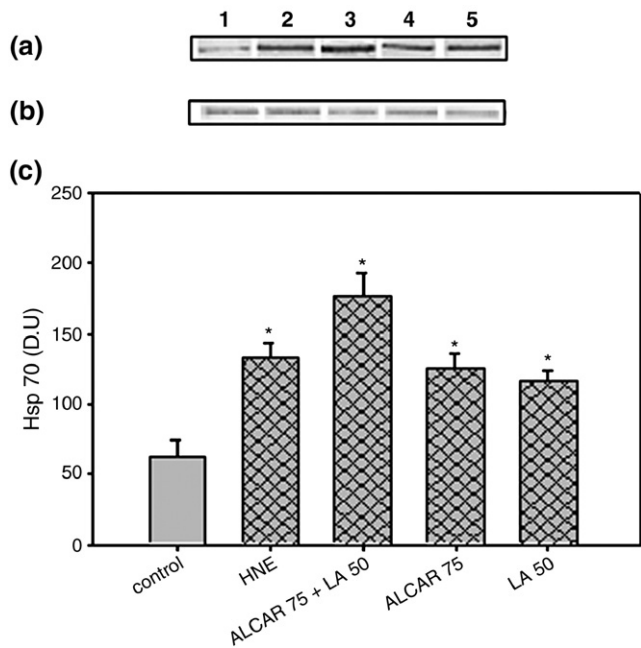 1 2 3 4 5
(a)
(b)
(c)
250
200
150
100
50
0
Hsp 70 (D.U)
*
*
*
*
control
HNE
ALCAR 75 + LA 50
ALCAR 75
LA 50